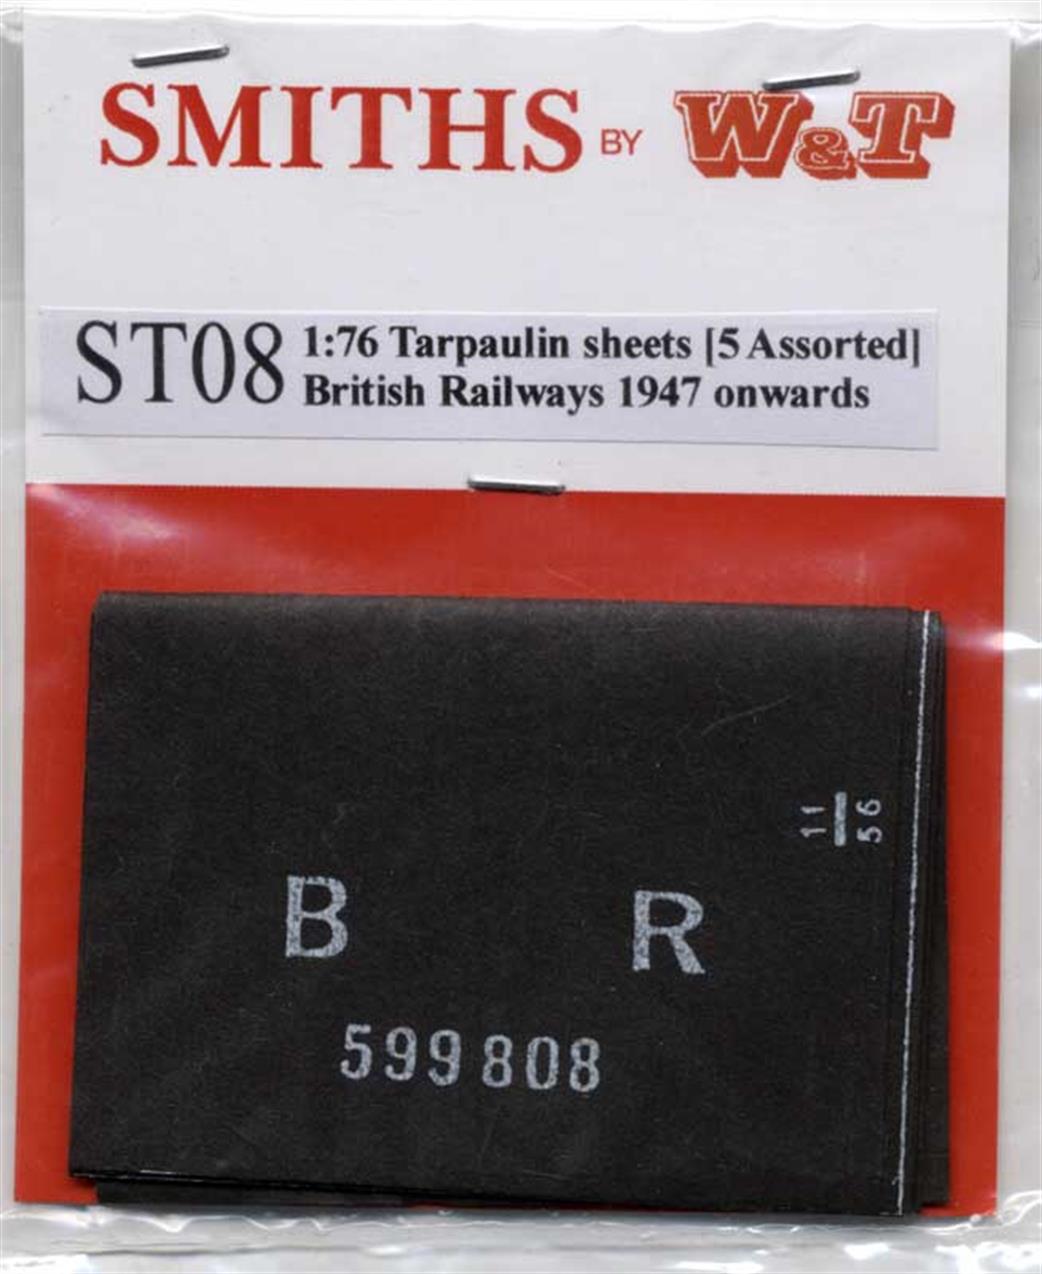 SMITHS BY W&T
ST08 1:76 Tarpaulin sheets [5 Assorted]
British Railways 1947 onwards
11
56
B R
599808